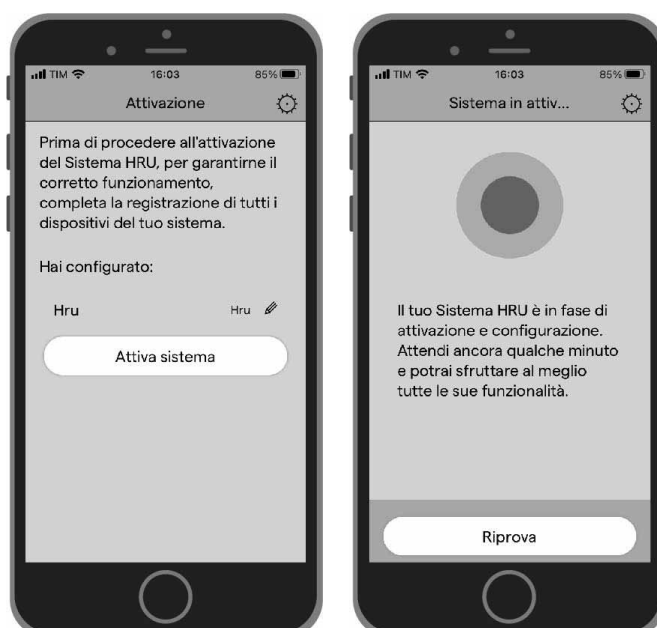 TIM
16:03
85%
Attivazione
Prima di procedere all'attivazione
del Sistema HRU, per garantirne il
corretto funzionamento,
completa la registrazione di tutti i
dispositivi del tuo sistema.
Hai configurato:
Hru
Hru
Attiva sistema
TIM
16:03
85%
Sistema in attiv...
Il tuo Sistema HRU è in fase di
attivazione e configurazione.
Attendi ancora qualche minuto
e potrai sfruttare al meglio
tutte le sue funzionalità.
Riprova